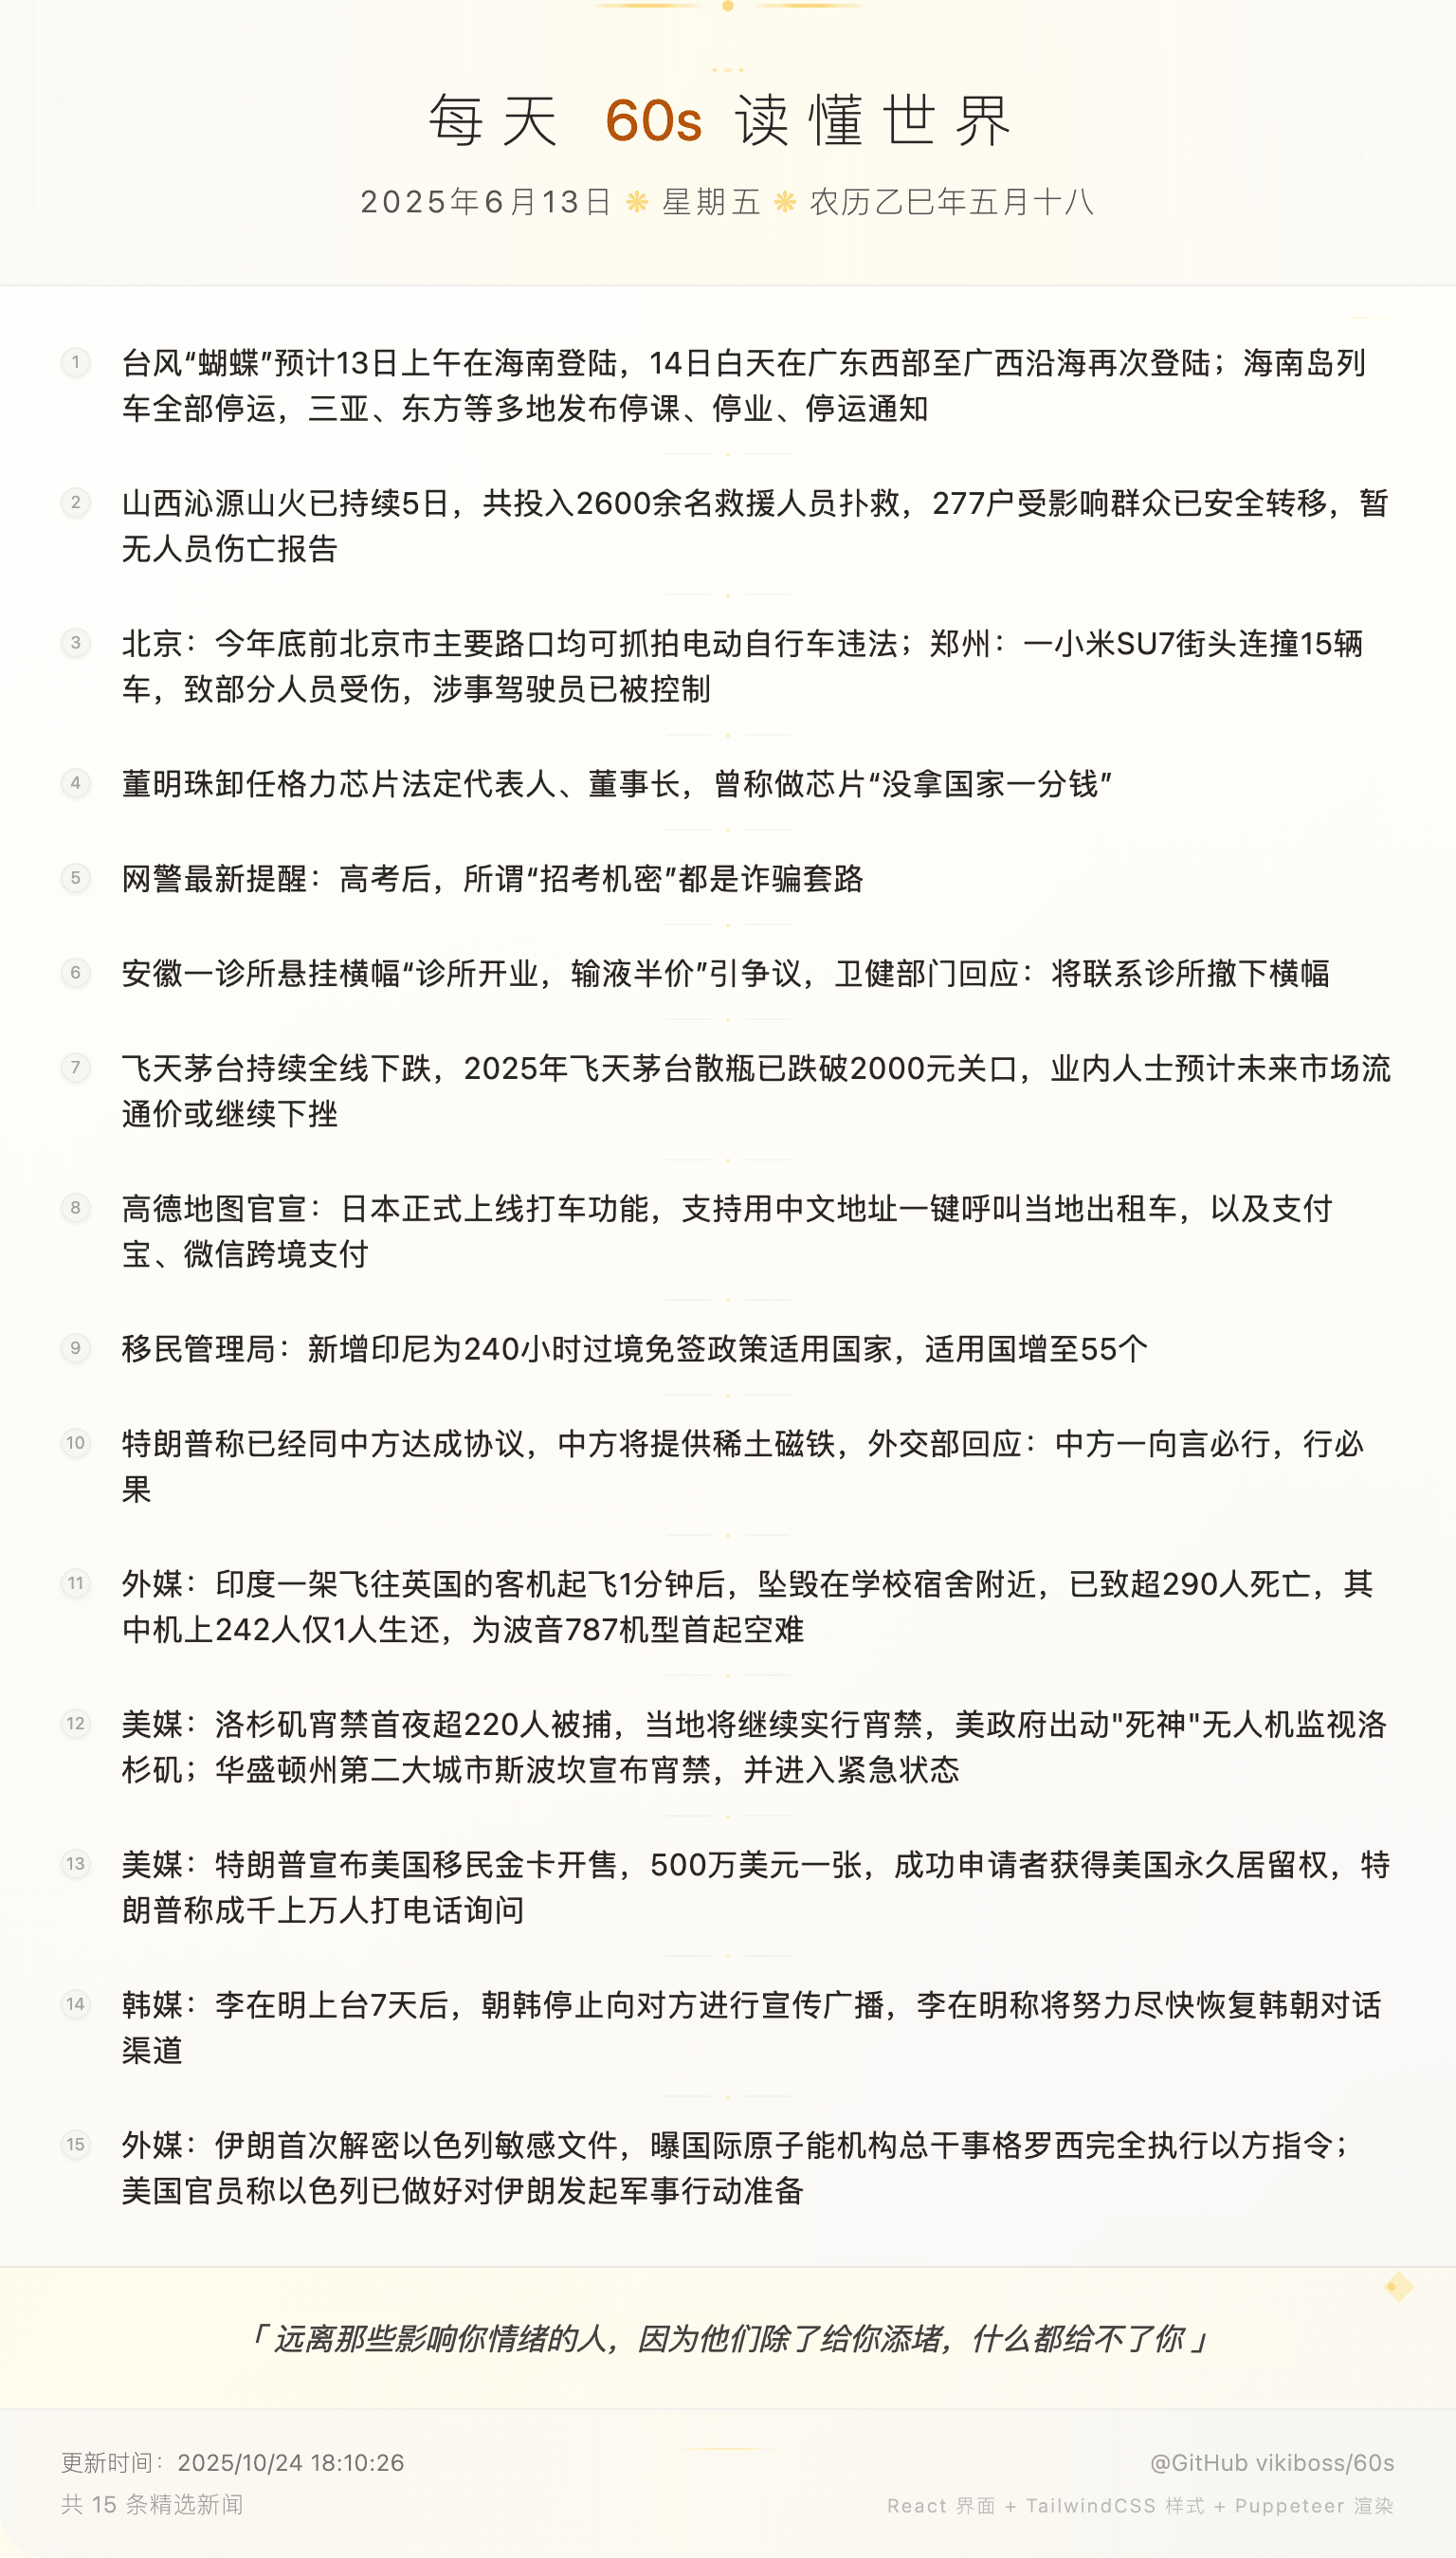 每天 60s 读懂世界
2025年6月13日 ❋ 星期五 ❋ 农历乙巳年五月十八
1 台风“蝴蝶”预计13日上午在海南登陆，14日白天在广东西部至广西沿海再次登陆；海南岛列
车全部停运，三亚、东方等多地发布停课、停业、停运通知
2 山西沁源山火已持续5日，共投入2600余名救援人员扑救，277户受影响群众已安全转移，暂
无人员伤亡报告
3 北京：今年底前北京市主要路口均可抓拍电动自行车违法；郑州：一小米SU7街头连撞15辆
车，致部分人员受伤，涉事驾驶员已被控制
4 董明珠卸任格力芯片法定代表人、董事长，曾称做芯片“没拿国家一分钱”
5 网警最新提醒：高考后，所谓“招考机密”都是诈骗套路
6 安徽一诊所悬挂横幅“诊所开业，输液半价”引争议，卫健部门回应：将联系诊所撤下横幅
7 飞天茅台持续全线下跌，2025年飞天茅台散瓶已跌破2000元关口，业内人士预计未来市场流
通价或继续下挫
8 高德地图官宣：日本正式上线打车功能，支持用中文地址一键呼叫当地出租车，以及支付
宝、微信跨境支付
9 移民管理局：新增印尼为240小时过境免签政策适用国家，适用国增至55个
10 特朗普称已经同中方达成协议，中方将提供稀土磁铁，外交部回应：中方一向言必行，行必
果
11 外媒：印度一架飞往英国的客机起飞1分钟后，坠毁在学校宿舍附近，已致超290人死亡，其
中机上242人仅1人生还，为波音787机型首起空难
12 美媒：洛杉矶宵禁首夜超220人被捕，当地将继续实行宵禁，美政府出动"死神"无人机监视洛
杉矶；华盛顿州第二大城市斯波坎宣布宵禁，并进入紧急状态
13 美媒：特朗普宣布美国移民金卡开售，500万美元一张，成功申请者获得美国永久居留权，特
朗普称成千上万人打电话询问
14 韩媒：李在明上台7天后，朝韩停止向对方进行宣传广播，李在明称将努力尽快恢复韩朝对话
渠道
15 外媒：伊朗首次解密以色列敏感文件，曝国际原子能机构总干事格罗西完全执行以方指令；
美国官员称以色列已做好对伊朗发起军事行动准备
「 远离那些影响你情绪的人，因为他们除了给你添堵，什么都给不了你 」
更新时间：2025/10/24 18:10:26
@GitHub vikiboss/60s
共 15 条精选新闻
React 界面 + TailwindCSS 样式 + Puppeteer 渲染